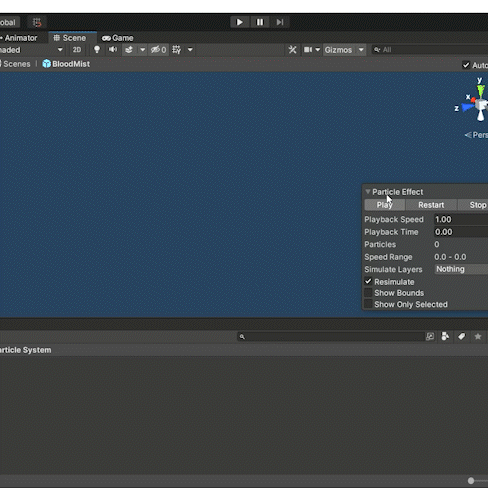 obal
Animator Scene Game
haded 2D 0 Gizmos All
Scenes BloodMist Auto
y
x
z
Pers
Particle Effect
Play Restart Stop
Playback Speed 1.00
Playback Time 0.00
Particles 0
Speed Range 0.0 - 0.0
Simulate Layers Nothing
Resimulate
Show Bounds
Show Only Selected
article System